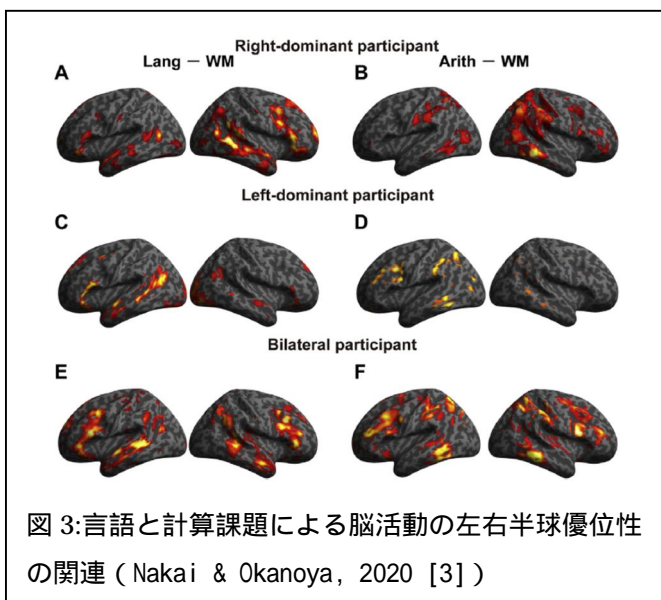 Right-dominant participant
Lang － WM
Arith － WM
A
B
Left-dominant participant
C
D
Bilateral participant
E
F
図 3:言語と計算課題による脳活動の左右半球優位性
の関連（Nakai & Okanoya, 2020 [3]）